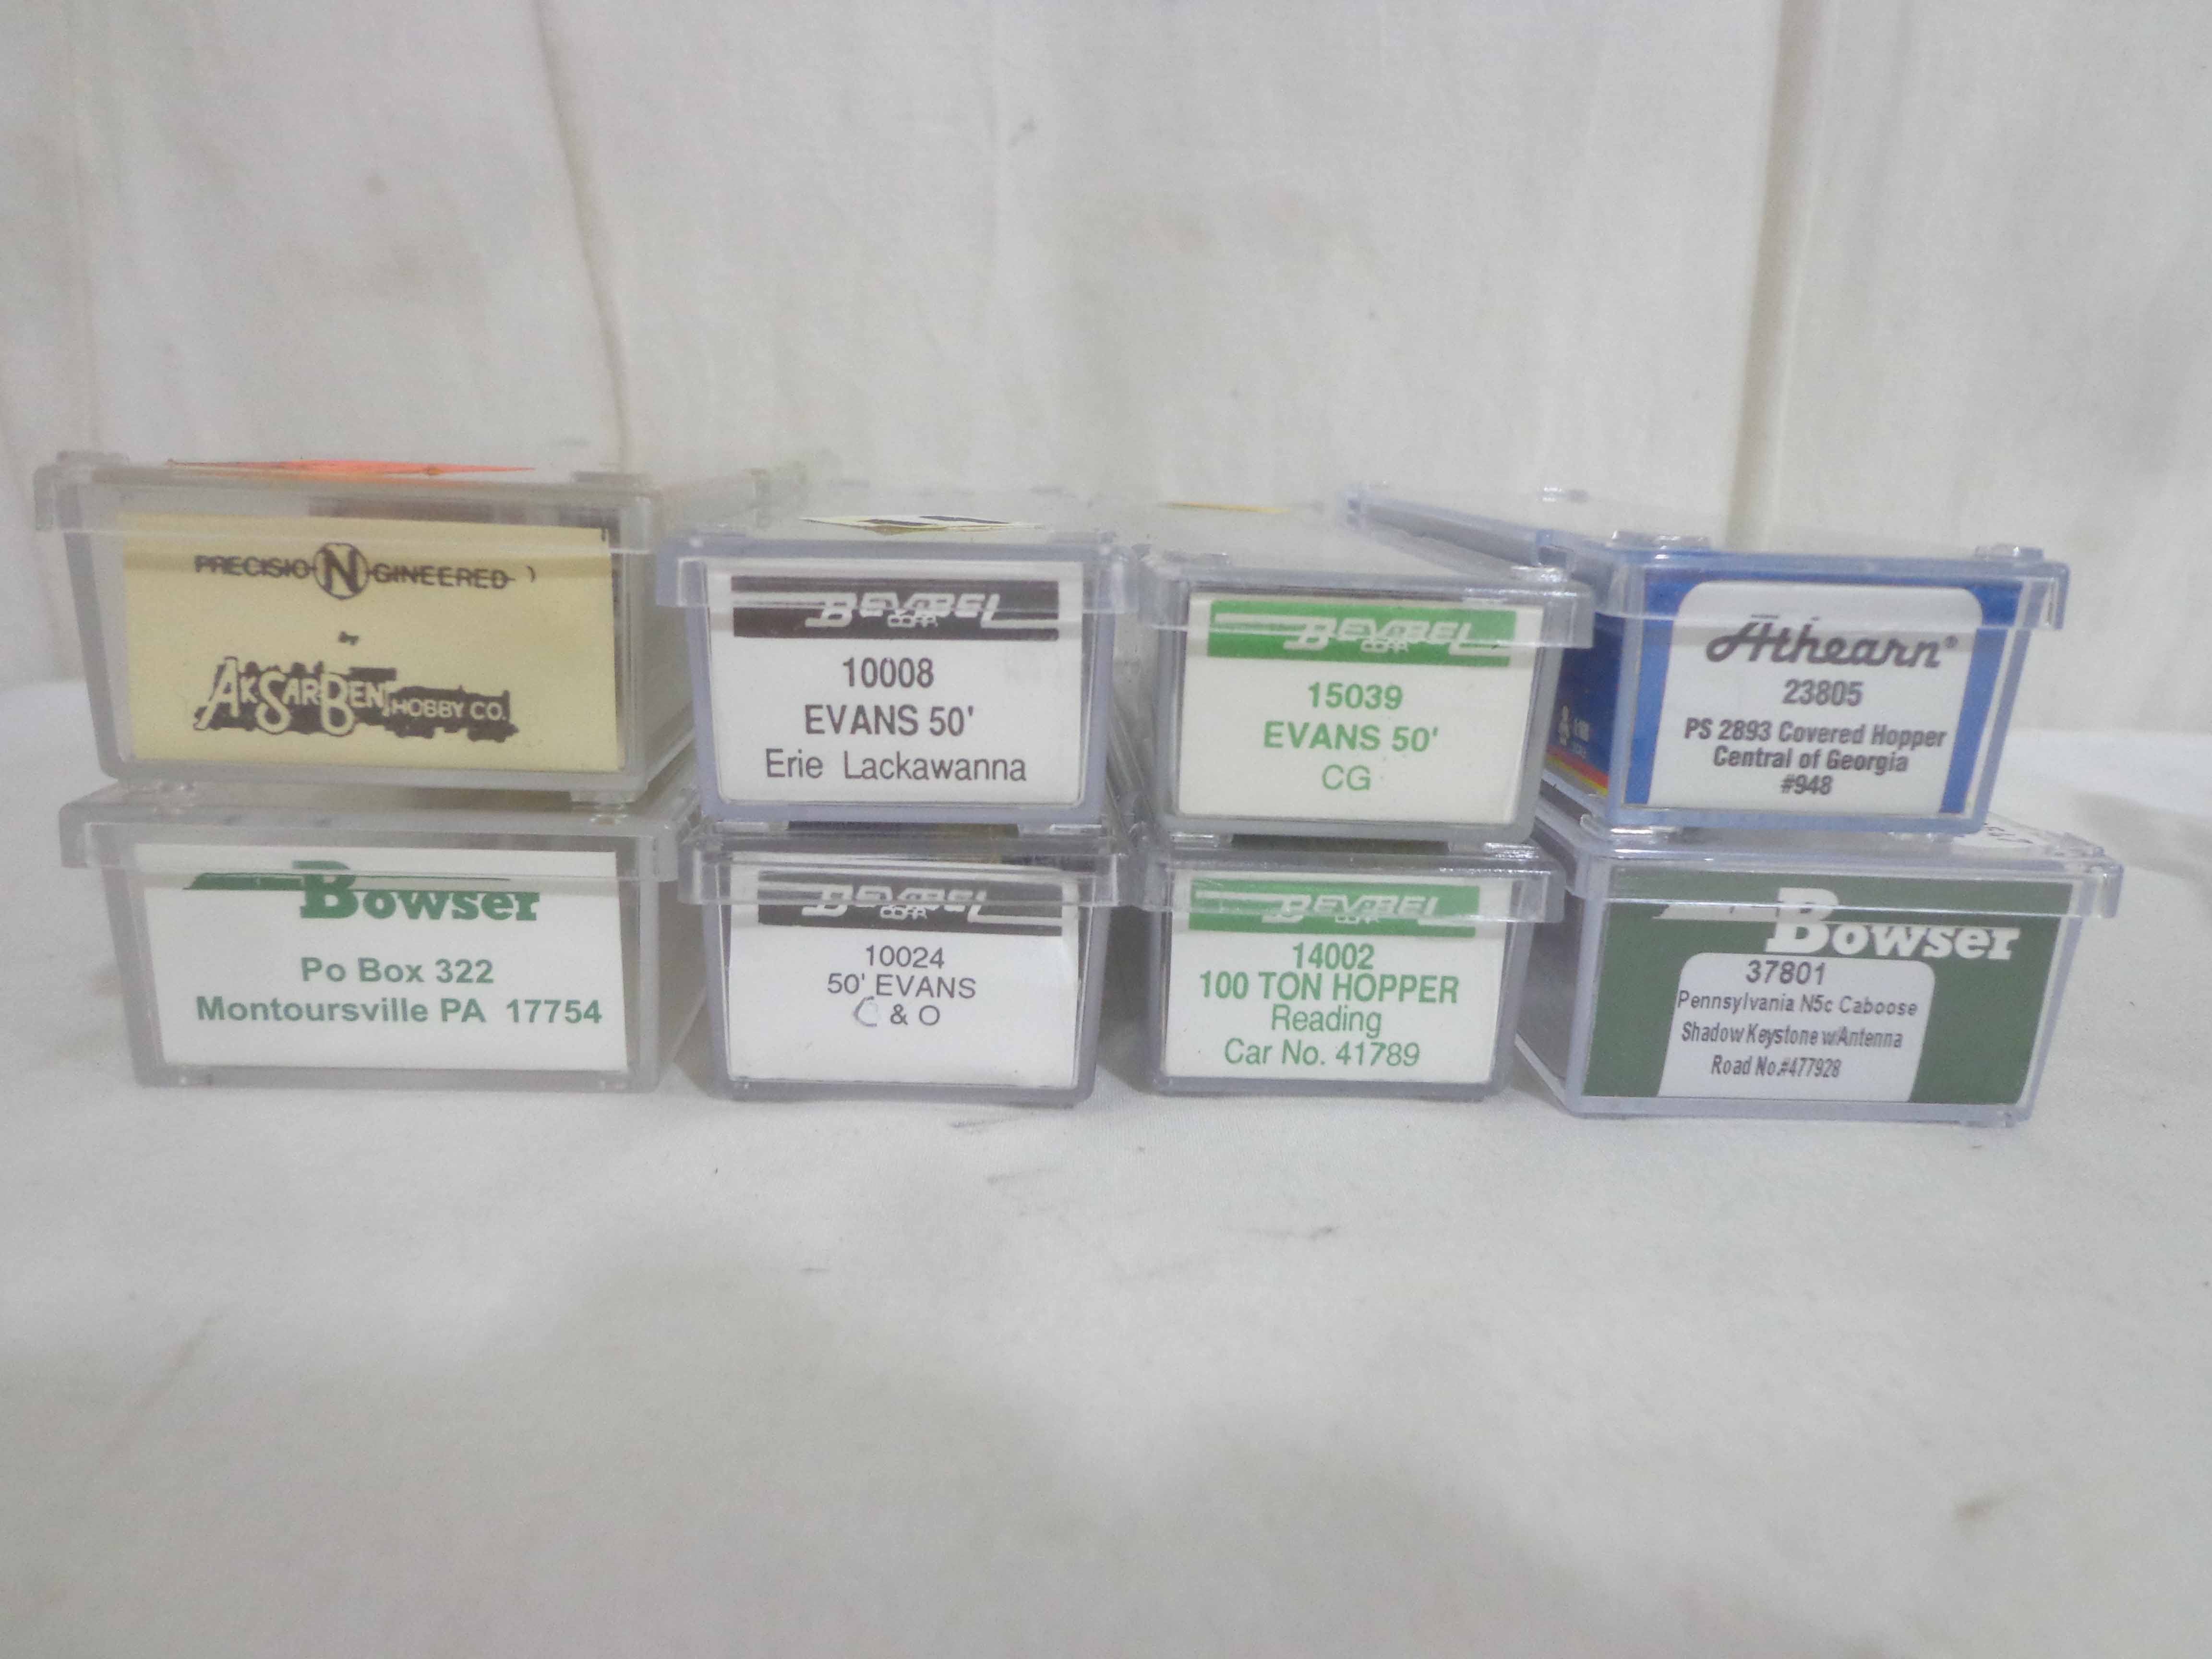 PRECISIONGINEERED
by
AKSARBEN HOBBY CO.
BEV-BEL
CORP.
10008
EVANS 50'
Erie Lackawanna
BEV-BEL
CORP.
15039
EVANS 50'
CG
Athearn®
23805
PS 2893 Covered Hopper
Central of Georgia
#948
Bowser
Po Box 322
Montoursville PA 17754
BEV-BEL
CORP.
10024
50' EVANS
C & O
BEV-BEL
CORP.
14002
100 TON HOPPER
Reading
Car No. 41789
Bowser
37801
Pennsylvania N5c Caboose
Shadow Keystone w/Antenna
Road No.#477928